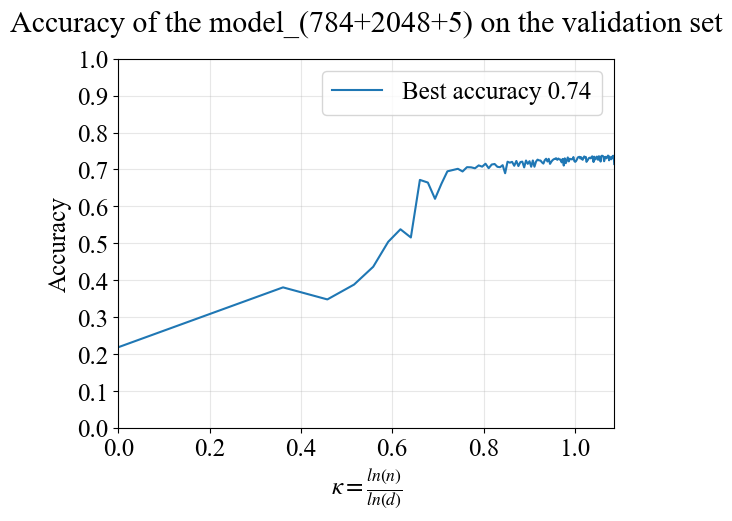 Accuracy of the model_(784+2048+5) on the validation set
Best accuracy 0.74
Accuracy
1.0
0.9
0.8
0.7
0.6
0.5
0.4
0.3
0.2
0.1
0.0
0.0 0.2 0.4 0.6 0.8 1.0
κ = ln(n)/ln(d)